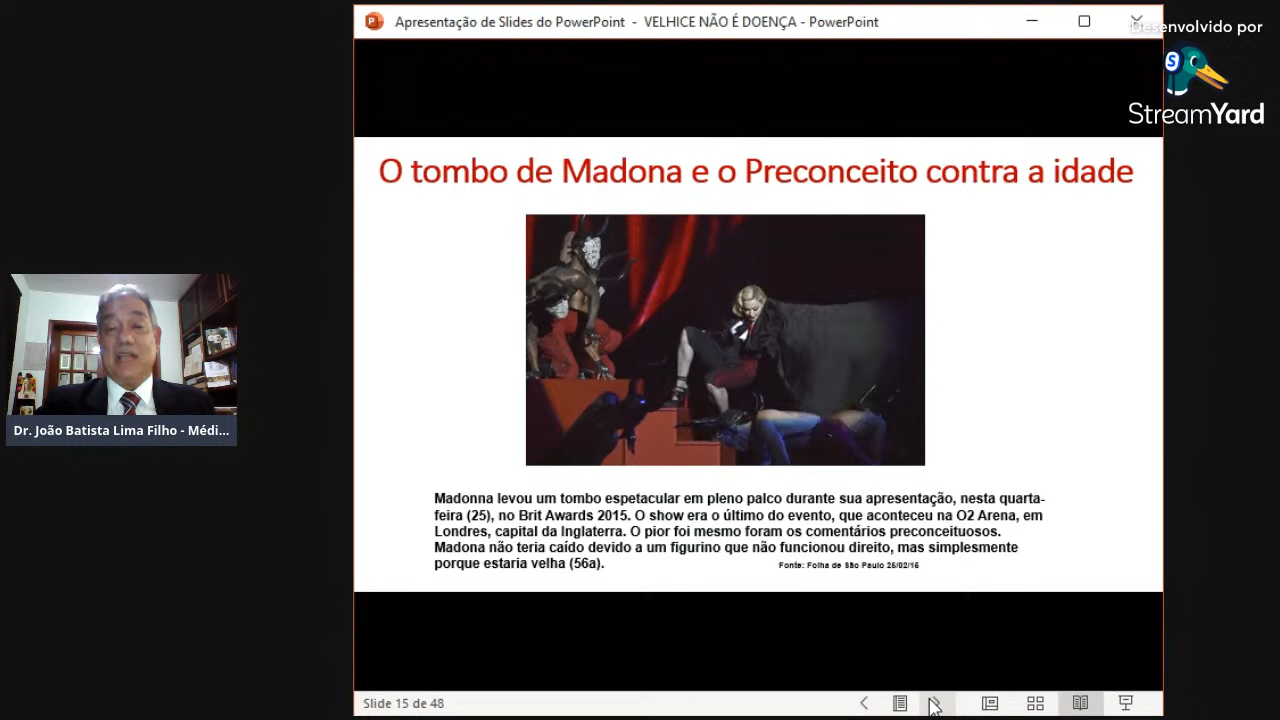 Apresentação de Slides do PowerPoint - VELHICE NÃO É DOENÇA - PowerPoint
Desenvolvido por
S
StreamYard
O tombo de Madona e o Preconceito contra a idade
Dr. João Batista Lima Filho - Médi...
Madonna levou um tombo espetacular em pleno palco durante sua apresentação, nesta quarta-
feira (25), no Brit Awards 2015. O show era o último do evento, que aconteceu na O2 Arena, em
Londres, capital da Inglaterra. O pior foi mesmo foram os comentários preconceituosos.
Madona não teria caído devido a um figurino que não funcionou direito, mas simplesmente
porque estaria velha (56a).
Fonte: Folha de São Paulo 26/02/15
Slide 15 de 48